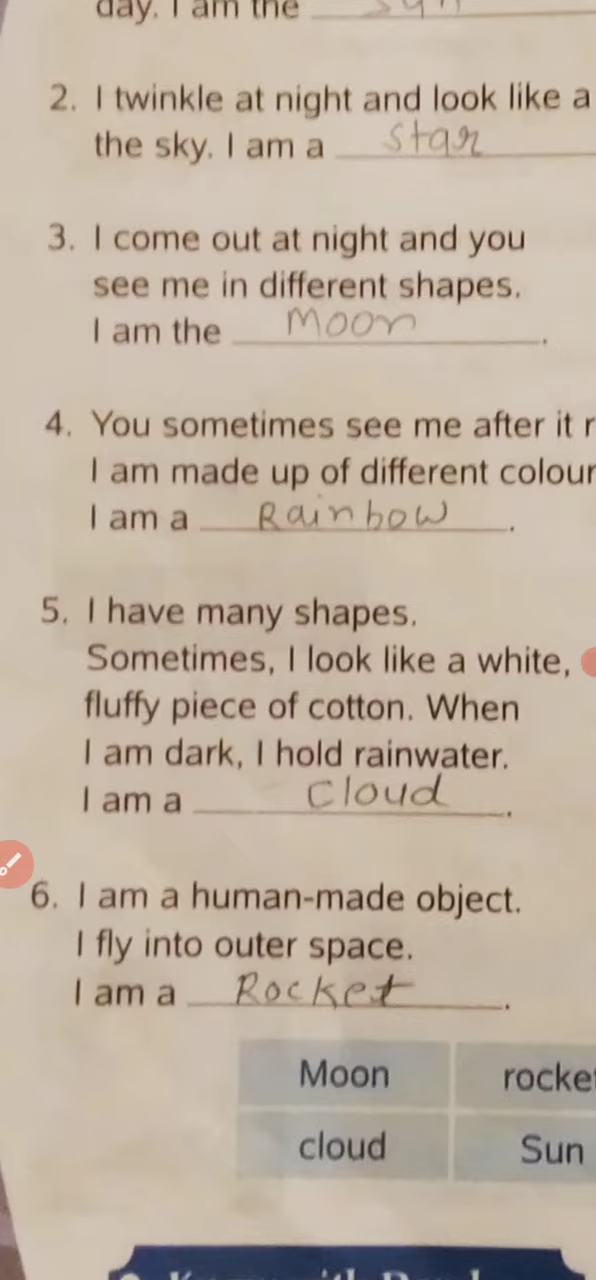 day. I am the sun
2. I twinkle at night and look like a
the sky. I am a star
3. I come out at night and you
see me in different shapes.
I am the Moon.
4. You sometimes see me after it r
I am made up of different colour
I am a Rainbow.
5. I have many shapes.
Sometimes, I look like a white,
fluffy piece of cotton. When
I am dark, I hold rainwater.
I am a Cloud.
6. I am a human-made object.
I fly into outer space.
I am a Rocket.
Moon rocket
cloud Sun